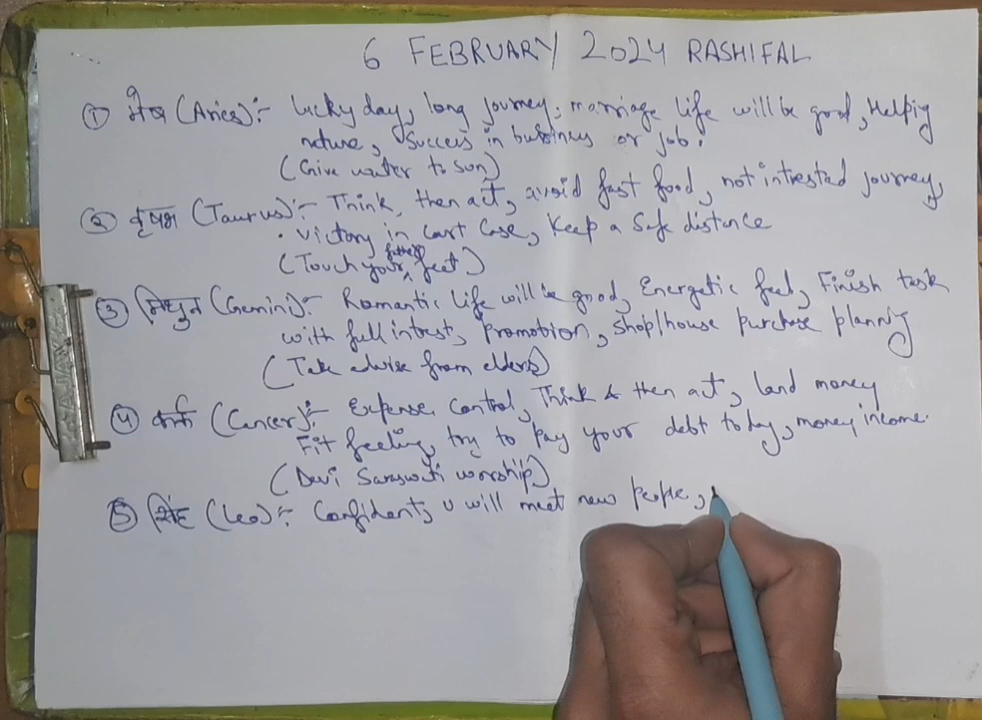 6 FEBRUARY 2024 RASHIFAL
① मेष (Aries):- lucky day, long journey, marriage life will be good, Helping
nature, Success in business or job.
(Give water to sun)
② वृषभ (Taurus):- Think, then act, avoid fast food, not intrested journey,
. victory in cort case, Keep a safe distance
father
(Touch your feet)
③ मिथुन (Gemini):- Romantic life will be good, Energetic feel, Finish task
with full intrest, promotion, shop/house purchase planning
(Take advise from elders)
④ कर्क (Cancer):- Expense control, Think & then act, land money
Fit feeling, try to pay your debt today, money income.
(Devi Saraswati worship)
⑤ सिंह (Leo):- Confident, u will meet new people,
BAJAJ